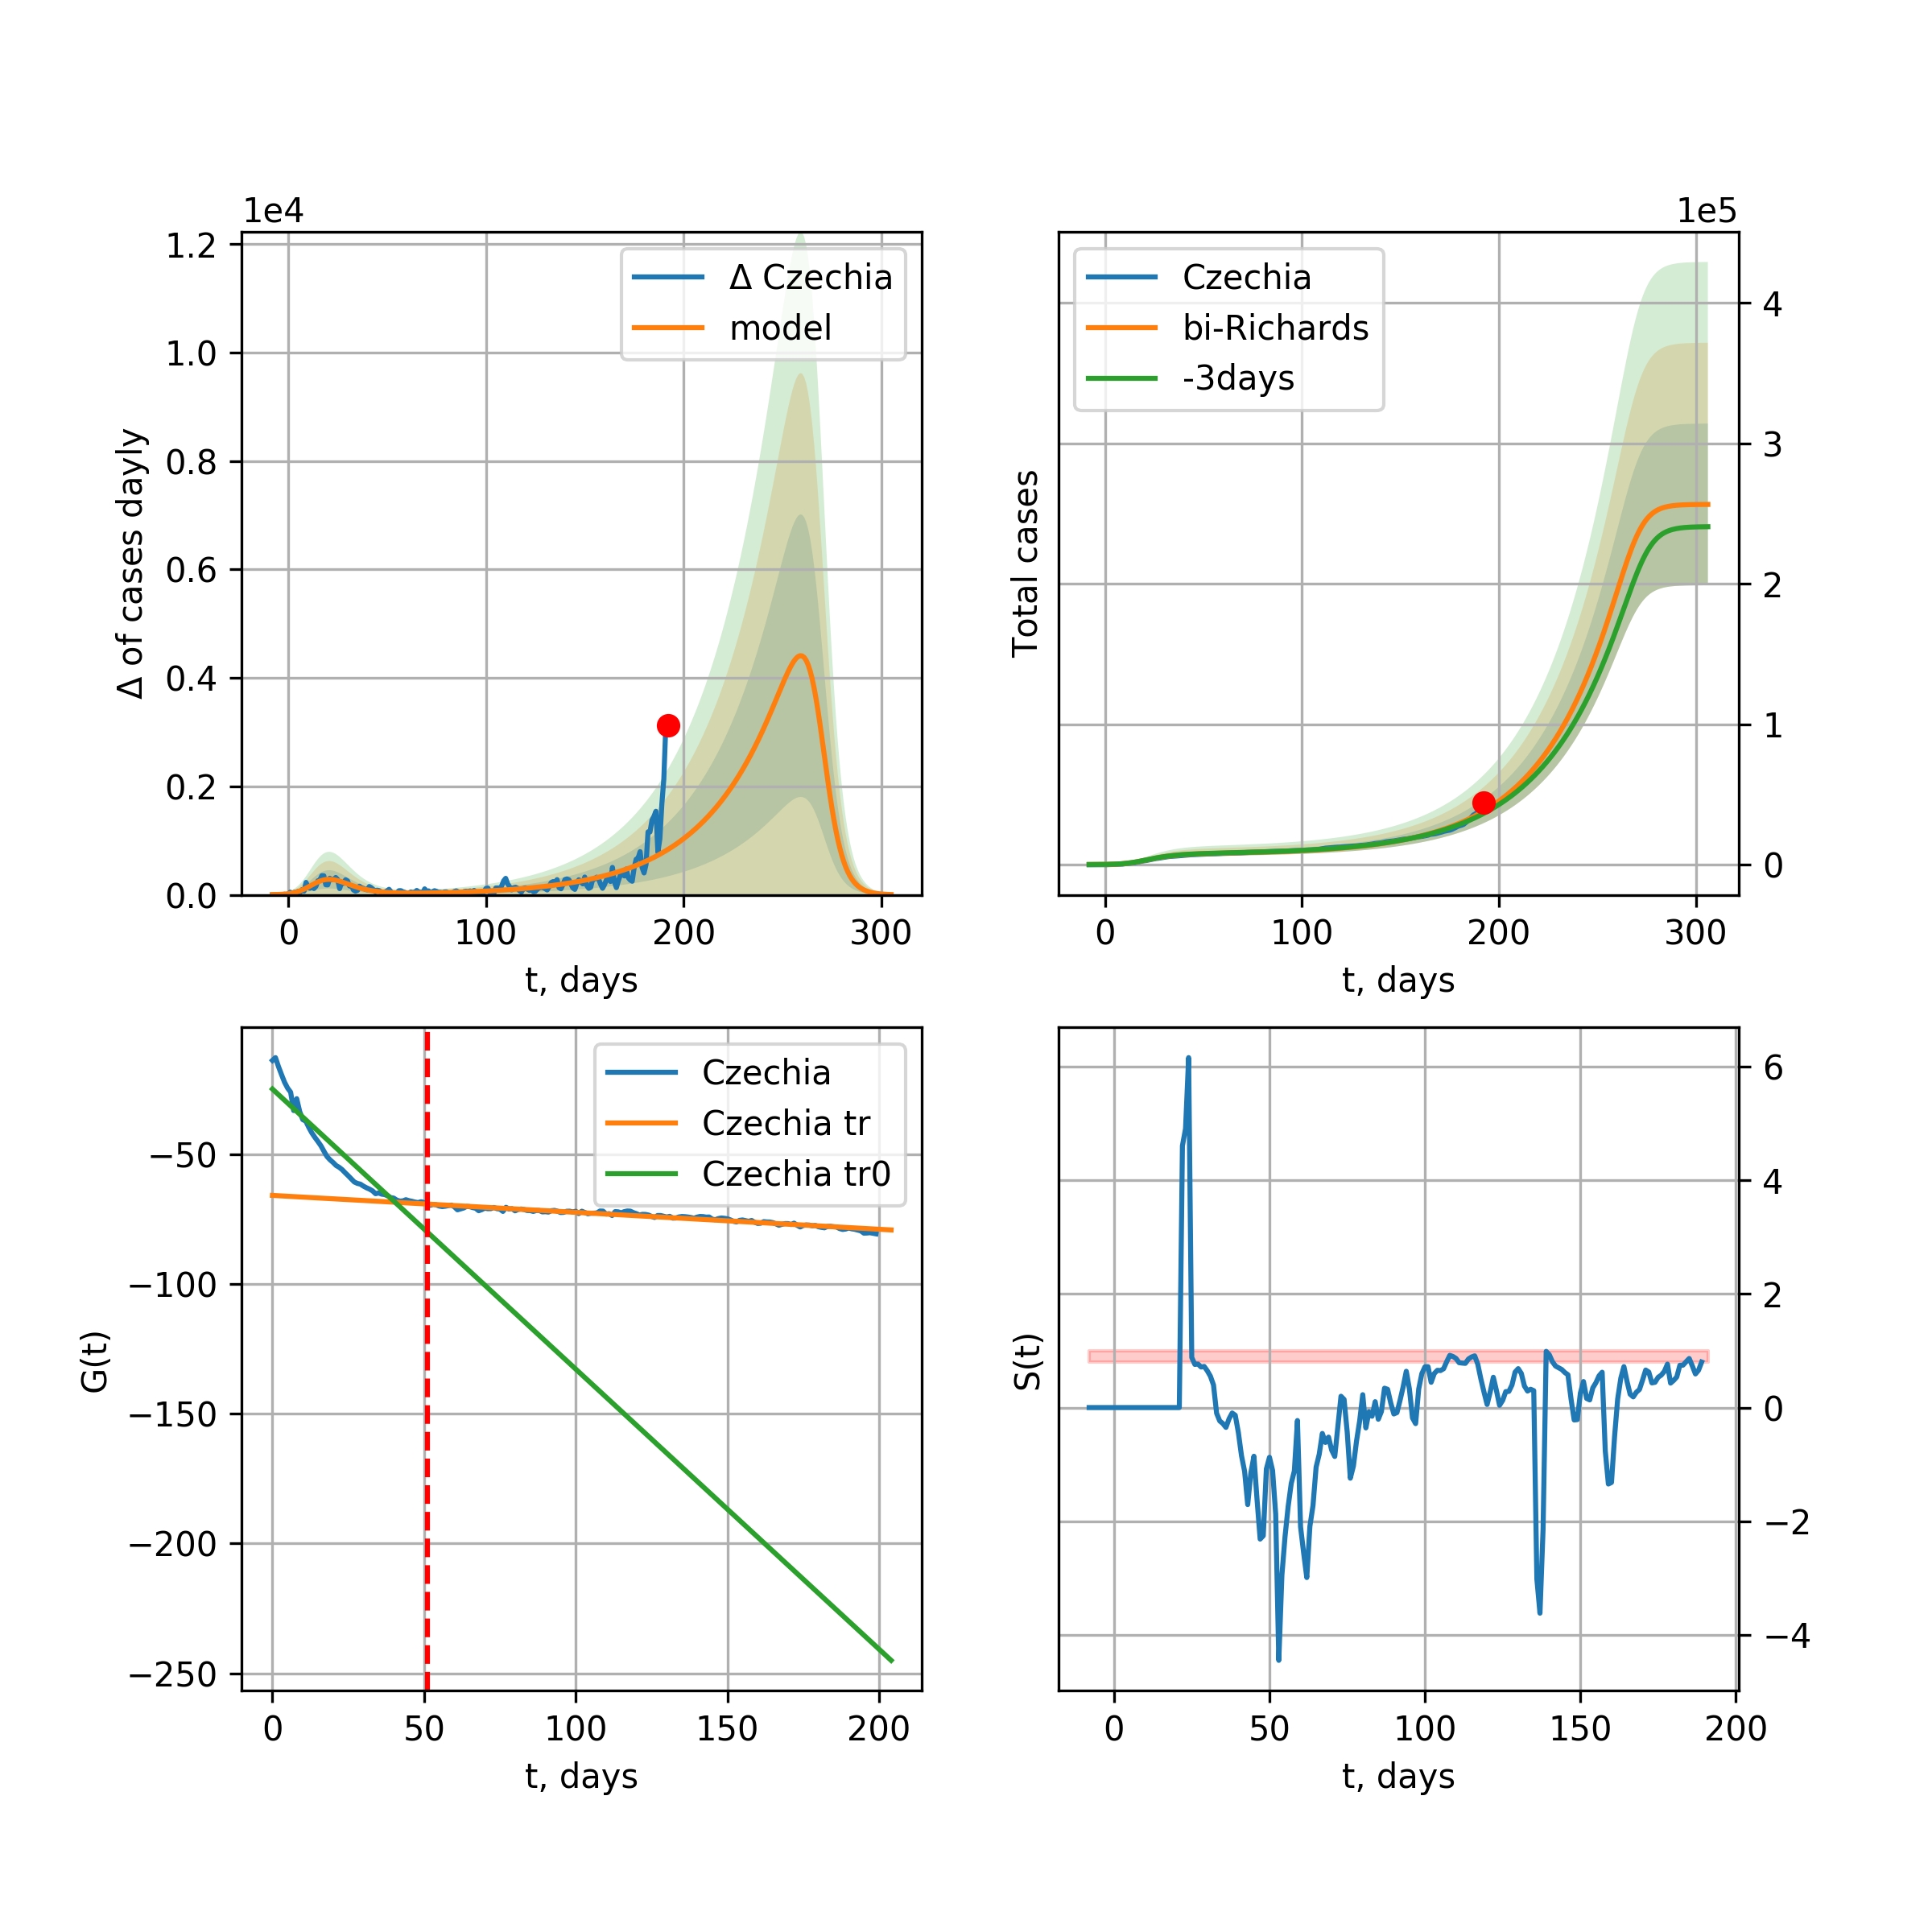 1e4
1.2
1.0
0.8
0.6
0.4
0.2
0.0
Δ of cases dayly
Δ Czechia
model
0 100 200 300
t, days
1e5
4
3
2
1
0
Total cases
Czechia
bi-Richards
-3days
0 100 200 300
t, days
−50
−100
−150
−200
−250
G(t)
Czechia
Czechia tr
Czechia tr0
0 50 100 150 200
t, days
6
4
2
0
−2
−4
S(t)
0 50 100 150 200
t, days